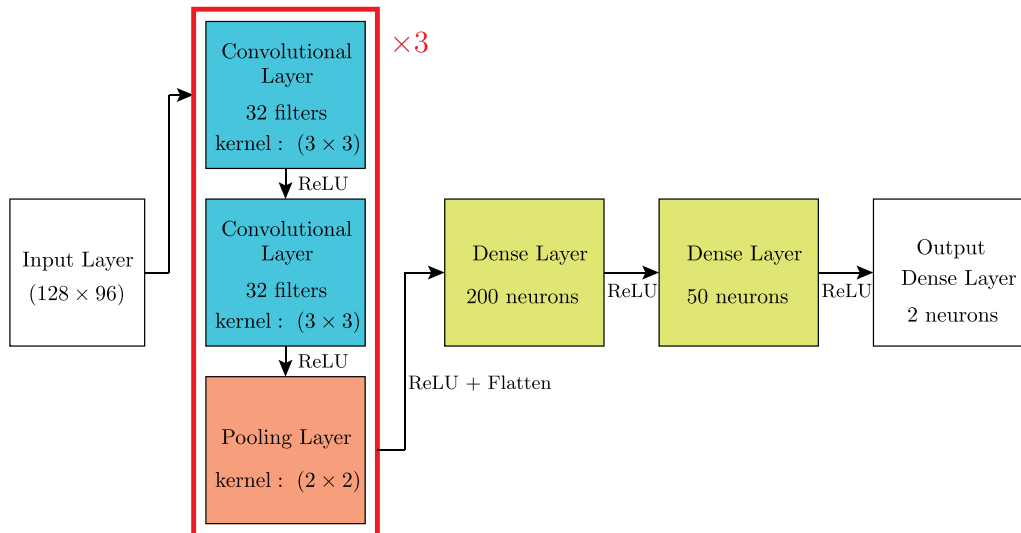 Input Layer
(128 × 96)
×3
Convolutional
Layer
32 filters
kernel : (3 × 3)
ReLU
Convolutional
Layer
32 filters
kernel : (3 × 3)
ReLU
Pooling Layer
kernel : (2 × 2)
ReLU + Flatten
Dense Layer
200 neurons
ReLU
Dense Layer
50 neurons
ReLU
Output
Dense Layer
2 neurons